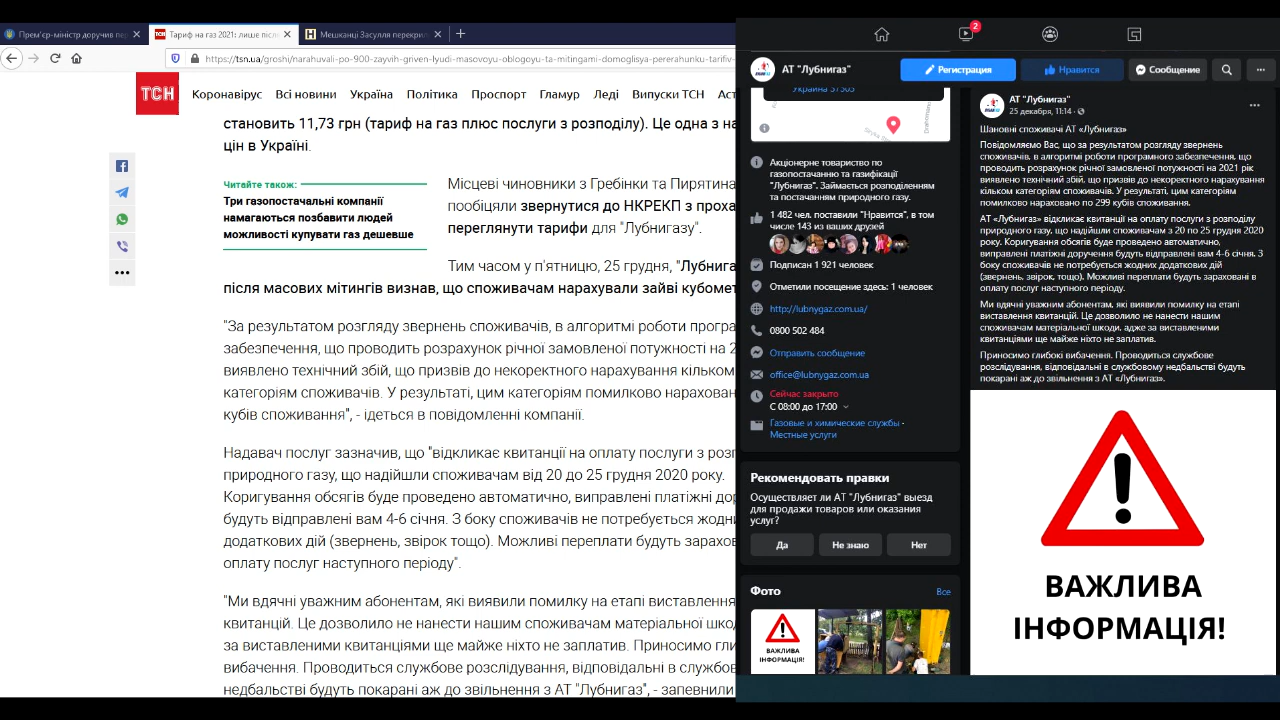 Прем'єр-міністр доручив пер
Тариф на газ 2021: лише післ
Мешканці Засулля перекрил
https://tsn.ua/groshi/narahuvali-po-900-zayvih-griven-lyudi-masovoyu-oblogoyu-ta-mitingami-domoglisya-pererahunku-tarifiv-
ТСН
Коронавірус Всі новини Україна Політика Проспорт Гламур Леді Випуски ТСН Аст
становить 11,73 грн (тариф на газ плюс послуги з розподілу). Це одна з на
цін в Україні.
Читайте також:
Три газопостачальні компанії
намагаються позбавити людей
можливості купувати газ дешевше
Місцеві чиновники з Гребінки та Пирятина
пообіцяли звернутися до НКРЕКП з проха
переглянути тарифи для "Лубнигазу".
Тим часом у п'ятницю, 25 грудня, "Лубнига
після масових мітингів визнав, що споживачам нарахували зайві кубомет
"За результатом розгляду звернень споживачів, в алгоритмі роботи програ
забезпечення, що проводить розрахунок річної замовленої потужності на 2
виявлено технічний збій, що призвів до некоректного нарахування кільком
категоріям споживачів. У результаті, цим категоріям помилково нарахован
кубів споживання", - ідеться в повідомленні компанії.
Надавач послуг зазначив, що "відкликає квитанції на оплату послуги з розп
природного газу, що надійшли споживачам від 20 до 25 грудня 2020 року.
Коригування обсягів буде проведено автоматично, виправлені платіжні дор
будуть відправлені вам 4-6 січня. З боку споживачів не потребується жодни
додаткових дій (звернень, звірок тощо). Можливі переплати будуть зарахов
оплату послуг наступного періоду".
"Ми вдячні уважним абонентам, які виявили помилку на етапі виставлення
квитанцій. Це дозволило не нанести нашим споживачам матеріальної шкод
за виставленими квитанціями ще майже ніхто не заплатив. Приносимо гли
вибачення. Проводиться службове розслідування, відповідальні в службово
недбальстві будуть покарані аж до звільнення з АТ "Лубнигаз", - запевнили
2
АТ "Лубнигаз"
Регистрация
Нравится
Сообщение
Украина 37505
Акціонерне товариство по
газопостачанню та газифікації
"Лубнигаз". Займається розподіленням
та постачанням природного газу.
1 482 чел. поставили "Нравится", в том
числе 143 из ваших друзей
Подписан 1 921 человек
Отметили посещение здесь: 1 человек
http://lubnygaz.com.ua/
0800 502 484
Отправить сообщение
office@lubnygaz.com.ua
Сейчас закрыто
С 08:00 до 17:00
Газовые и химические службы ·
Местные услуги
Рекомендовать правки
Осуществляет ли АТ "Лубнигаз" выезд
для продажи товаров или оказания
услуг?
Да Не знаю Нет
Фото Все
ВАЖЛИВА
ІНФОРМАЦІЯ!
АТ "Лубнигаз"
25 декабря, 11:14 ·
Шановні споживачі АТ «Лубнигаз»
Повідомляємо Вас, що за результатом розгляду звернень
споживачів, в алгоритмі роботи програмного забезпечення, що
проводить розрахунок річної замовленої потужності на 2021 рік
виявлено технічний збій, що призвів до некоректного нарахування
кільком категоріям споживачів. У результаті, цим категоріям
помилково нараховано по 299 кубів споживання.
АТ «Лубнигаз» відкликає квитанції на оплату послуги з розподілу
природного газу, що надійшли споживачам з 20 по 25 грудня 2020
року. Коригування обсягів буде проведено автоматично,
виправлені платіжні доручення будуть відправлені вам 4-6 січня. З
боку споживачів не потребується жодних додаткових дій
(звернень, звірок, тощо). Можливі переплати будуть зараховані в
оплату послуг наступного періоду.
Ми вдячні уважним абонентам, які виявили помилку на етапі
виставлення квитанцій. Це дозволило не нанести нашим
споживачам матеріальної шкоди, адже за виставленими
квитанціями ще майже ніхто не заплатив.
Приносимо глибокі вибачення. Проводиться службове
розслідування, відповідальні в службовому недбальстві будуть
покарані аж до звільнення з АТ «Лубнигаз».
ВАЖЛИВА
ІНФОРМАЦІЯ!